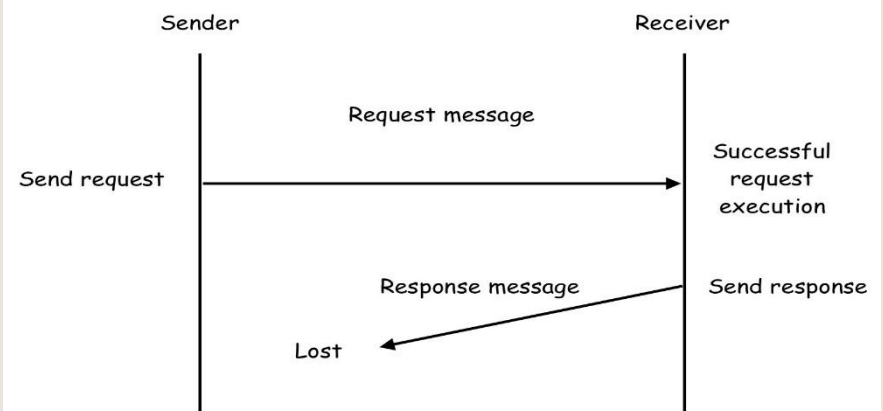 Sender
Receiver
Request message
Send request
Successful
request
execution
Response message
Send response
Lost